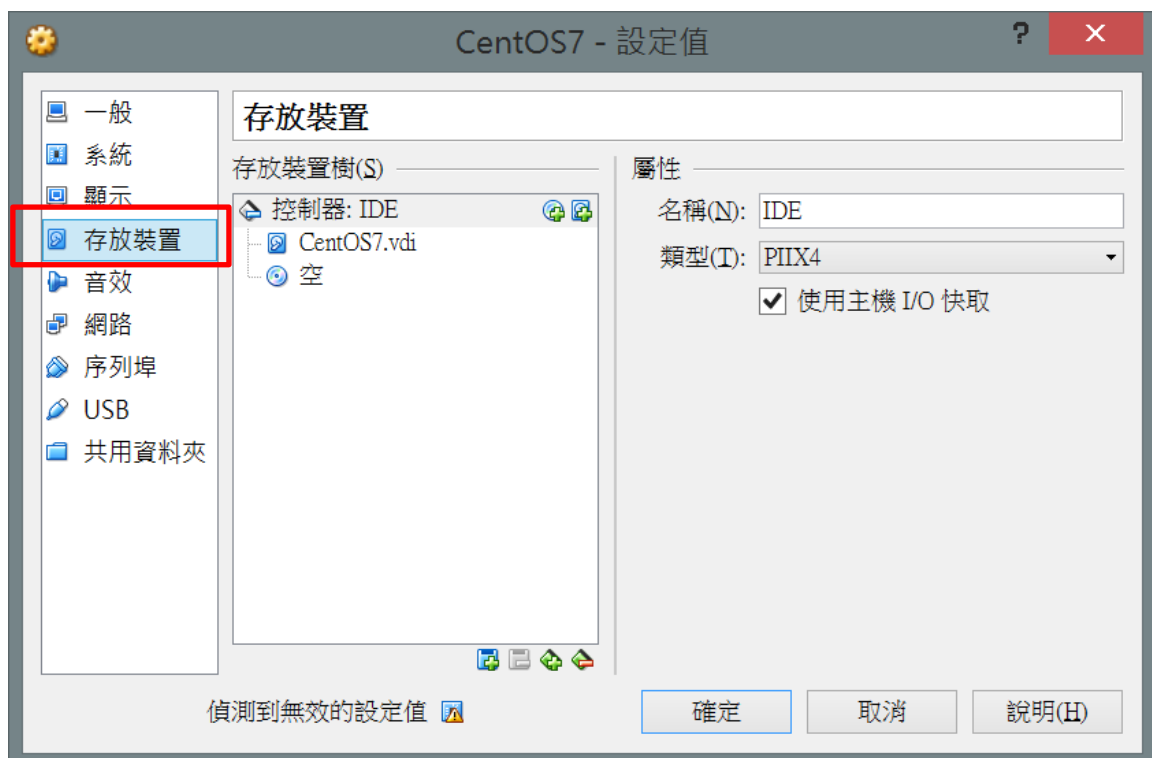 CentOS7 - 設定值
?
一般
系統
顯示
存放裝置
音效
網路
序列埠
USB
共用資料夾
存放裝置
存放裝置樹(S)
控制器: IDE
CentOS7.vdi
空
屬性
名稱(N): IDE
類型(T): PIIX4
使用主機 I/O 快取
偵測到無效的設定值
確定
取消
說明(H)